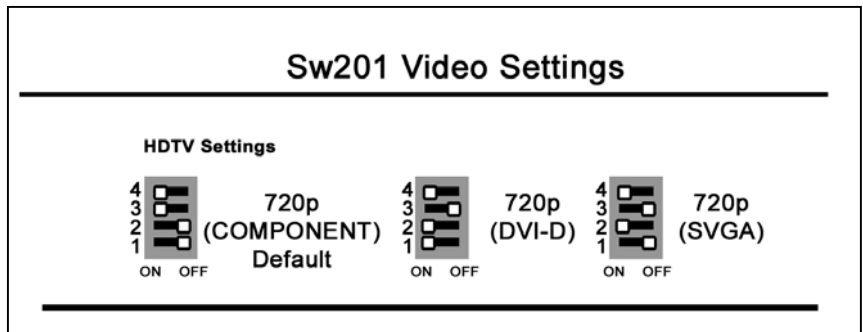 Sw201 Video Settings
HDTV Settings
4
3
2
1
ON OFF
720p
(COMPONENT)
Default
4
3
2
1
ON OFF
720p
(DVI-D)
4
3
2
1
ON OFF
720p
(SVGA)